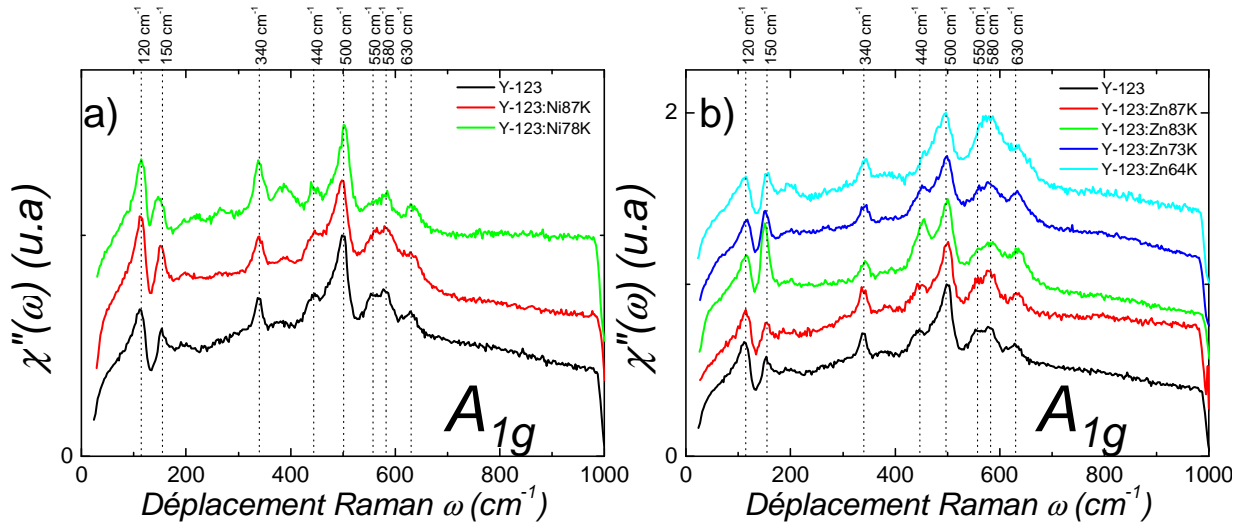 120 cm⁻¹
150 cm⁻¹
340 cm⁻¹
440 cm⁻¹
500 cm⁻¹
550 cm⁻¹
580 cm⁻¹
630 cm⁻¹
a)
Y-123
Y-123:Ni87K
Y-123:Ni78K
χ''(ω) (u.a)
0
A1g
0 200 400 600 800 1000
Déplacement Raman ω (cm⁻¹)
120 cm⁻¹
150 cm⁻¹
340 cm⁻¹
440 cm⁻¹
500 cm⁻¹
550 cm⁻¹
580 cm⁻¹
630 cm⁻¹
b)
Y-123
Y-123:Zn87K
Y-123:Zn83K
Y-123:Zn73K
Y-123:Zn64K
χ''(ω) (u.a)
2
0
A1g
0 200 400 600 800 1000
Déplacement Raman ω (cm⁻¹)